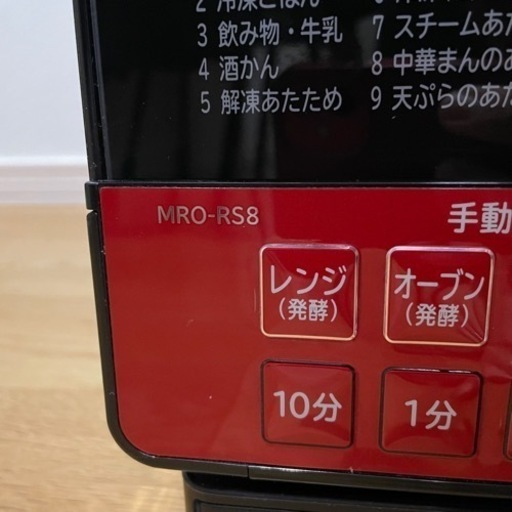 2 冷凍ごはん
3 飲み物・牛乳
4 酒かん
5 解凍あたため
7 スチームあた
8 中華まんのあ
9 天ぷらのあた
MRO-RS8
手動
レンジ
(発酵)
オーブン
(発酵)
10分
1分